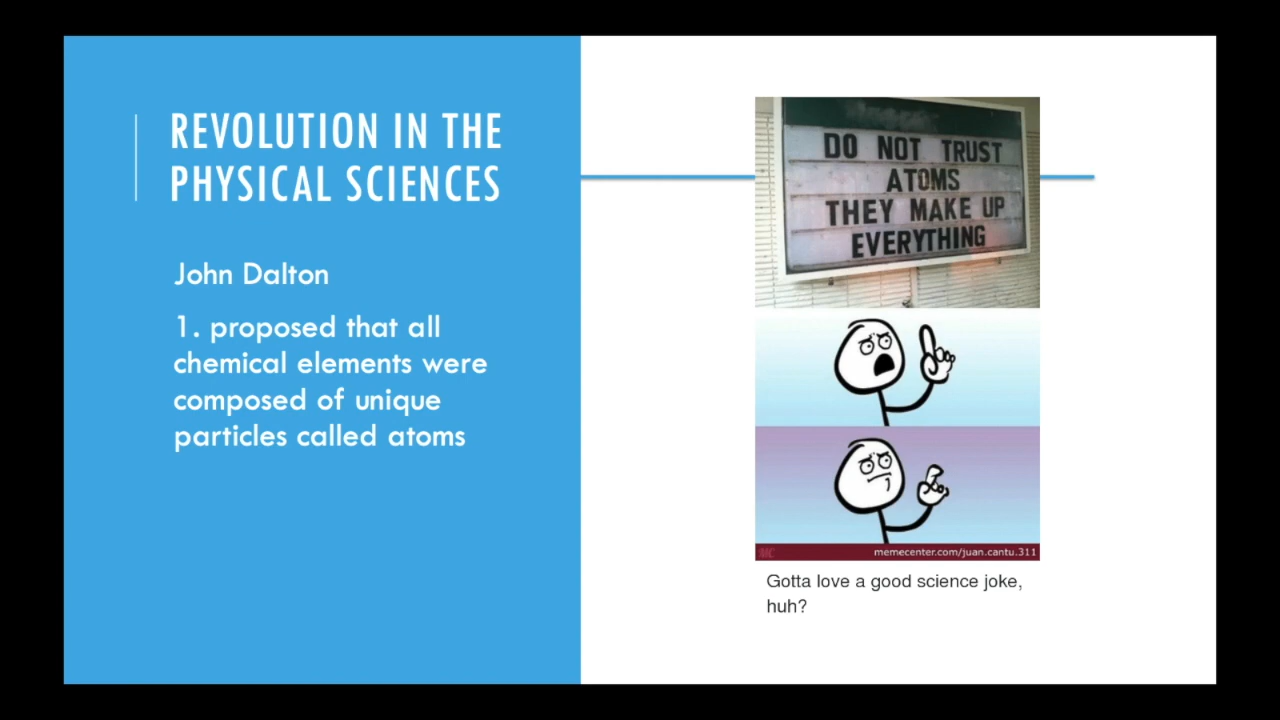 REVOLUTION IN THE
PHYSICAL SCIENCES
John Dalton
1. proposed that all
chemical elements were
composed of unique
particles called atoms
DO NOT TRUST
ATOMS
THEY MAKE UP
EVERYTHING
MC
memecenter.com/juan.cantu.311
Gotta love a good science joke,
huh?